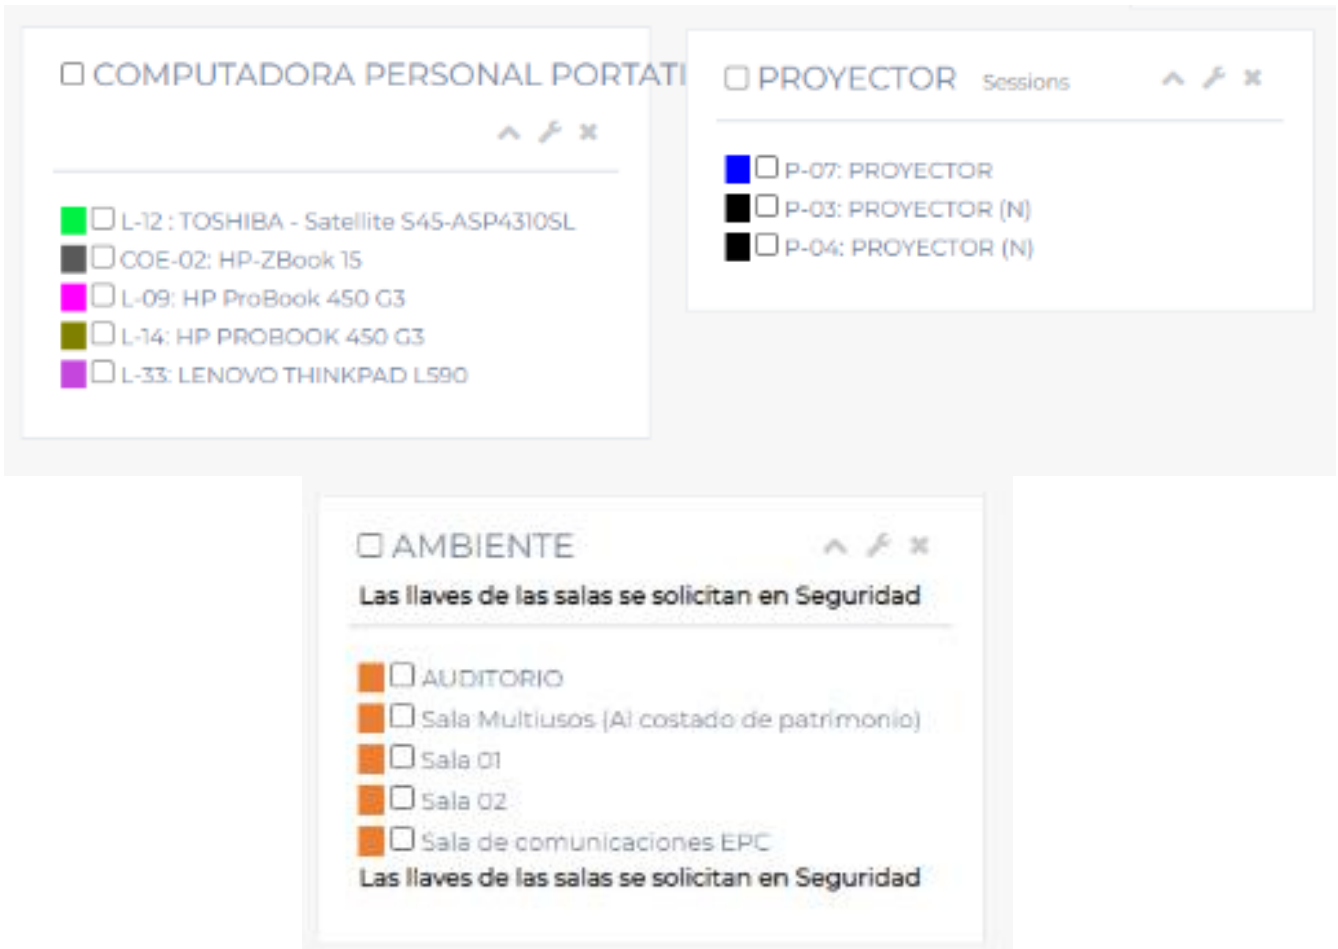 COMPUTADORA PERSONAL PORTATI
L-12 : TOSHIBA - Satellite S45-ASP4310SL
COE-02: HP-ZBook 15
L-09: HP ProBook 450 G3
L-14: HP PROBOOK 450 G3
L-33: LENOVO THINKPAD L590
PROYECTOR Sessions
P-07: PROYECTOR
P-03: PROYECTOR (N)
P-04: PROYECTOR (N)
AMBIENTE
Las llaves de las salas se solicitan en Seguridad
AUDITORIO
Sala Multiusos (Al costado de patrimonio)
Sala 01
Sala 02
Sala de comunicaciones EPC
Las llaves de las salas se solicitan en Seguridad